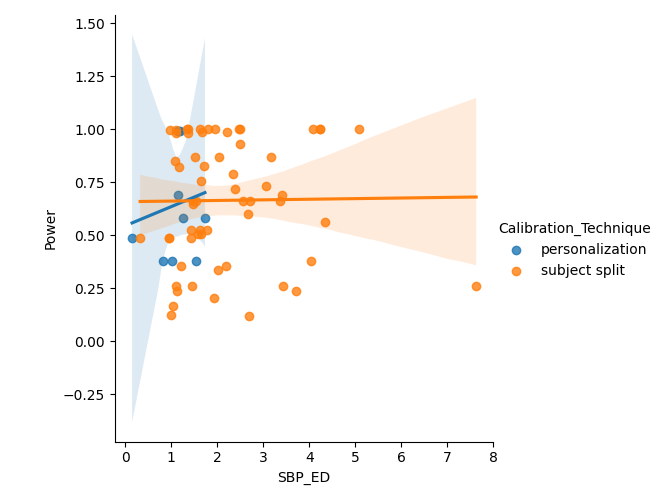 1.50
1.25
1.00
0.75
0.50
0.25
0.00
−0.25
Power
0 1 2 3 4 5 6 7 8
SBP_ED
Calibration_Technique
personalization
subject split